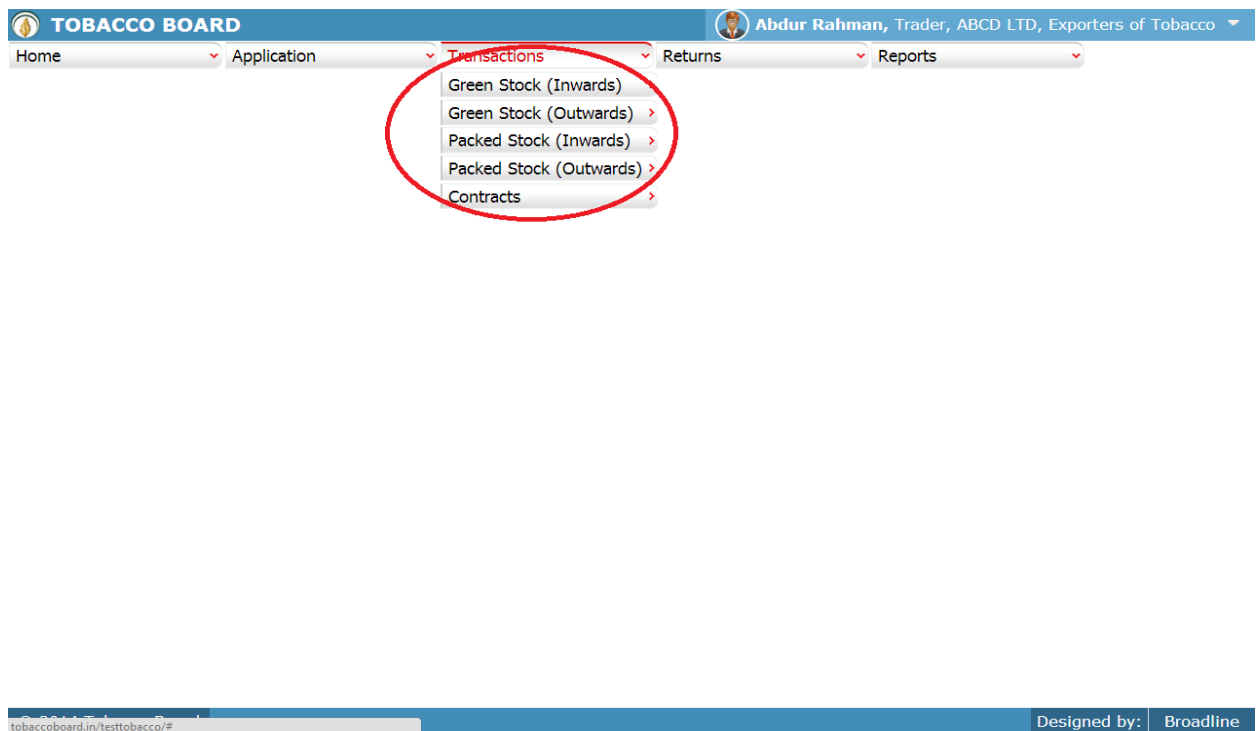 TOBACCO BOARD
Abdur Rahman, Trader, ABCD LTD, Exporters of Tobacco
Home Application Transactions Returns Reports
Green Stock (Inwards)
Green Stock (Outwards)
Packed Stock (Inwards)
Packed Stock (Outwards)
Contracts
tobaccoboard.in/testtobacco/#
Designed by: Broadline